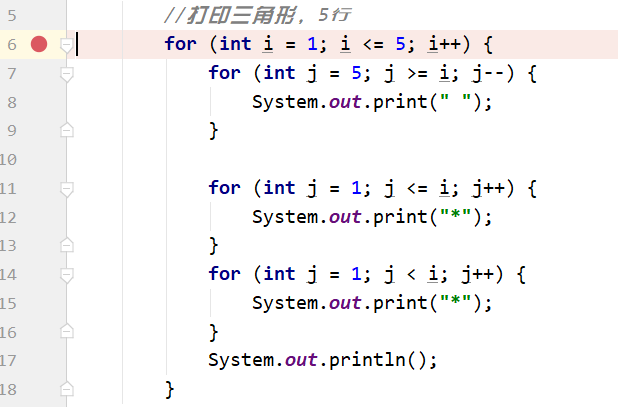 5 //打印三角形，5行
6 for (int i = 1; i <= 5; i++) {
7 for (int j = 5; j >= i; j--) {
8 System.out.print(" ");
9 }
10
11 for (int j = 1; j <= i; j++) {
12 System.out.print("*");
13 }
14 for (int j = 1; j < i; j++) {
15 System.out.print("*");
16 }
17 System.out.println();
18 }